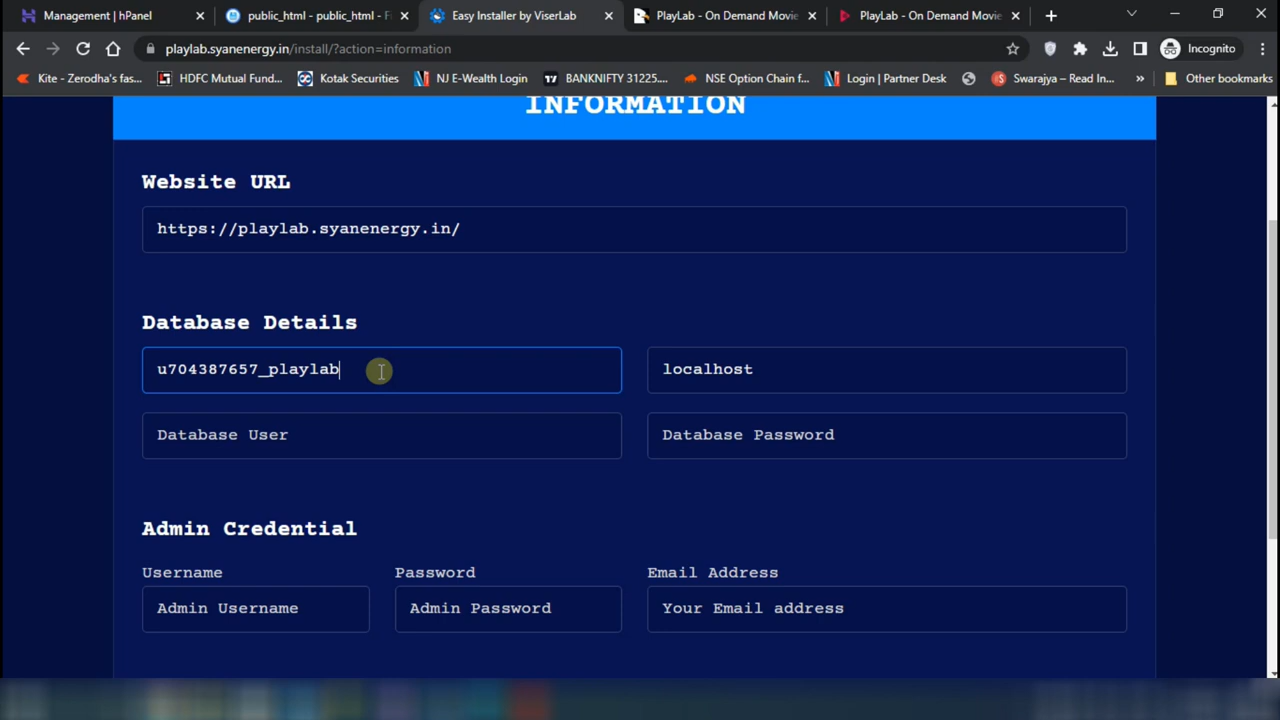 Management | hPanel
public_html - public_html - F
Easy Installer by ViserLab
PlayLab - On Demand Movie
PlayLab - On Demand Movie
playlab.syanenergy.in/install/?action=information
Incognito
Kite - Zerodha's fas...
HDFC Mutual Fund...
Kotak Securities
NJ E-Wealth Login
BANKNIFTY 31225....
NSE Option Chain f...
Login | Partner Desk
Swarajya – Read In...
»
Other bookmarks
INFORMATION
Website URL
https://playlab.syanenergy.in/
Database Details
u704387657_playlab
localhost
Database User
Database Password
Admin Credential
Username
Password
Email Address
Admin Username
Admin Password
Your Email address